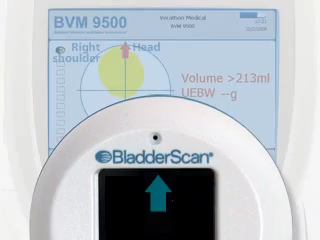 BVM 9500
Verathon Medical
BVM 9500
Right Head
shoulder
Volume >213ml
UEBW --g
BladderScan®